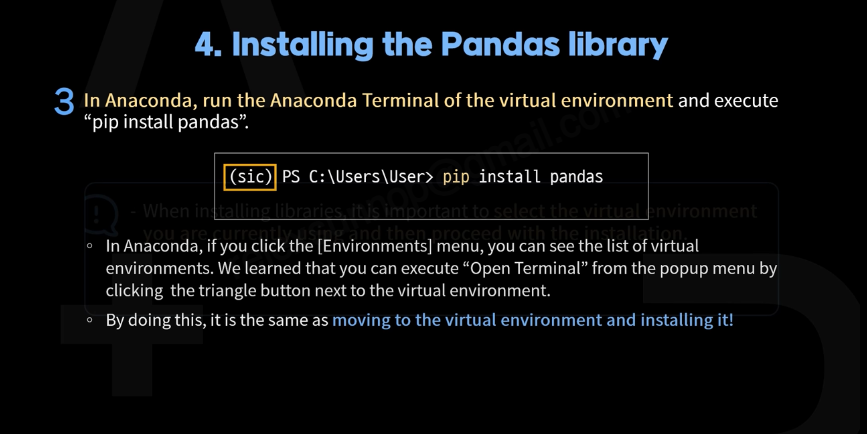 4. Installing the Pandas library
3 In Anaconda, run the Anaconda Terminal of the virtual environment and execute
“pip install pandas”.
(sic) PS C:\Users\User> pip install pandas
- When installing libraries, it is important to select the virtual environment
you are currently using and then proceed with the installation.
◦ In Anaconda, if you click the [Environments] menu, you can see the list of virtual
environments. We learned that you can execute “Open Terminal” from the popup menu by
clicking the triangle button next to the virtual environment.
◦ By doing this, it is the same as moving to the virtual environment and installing it!